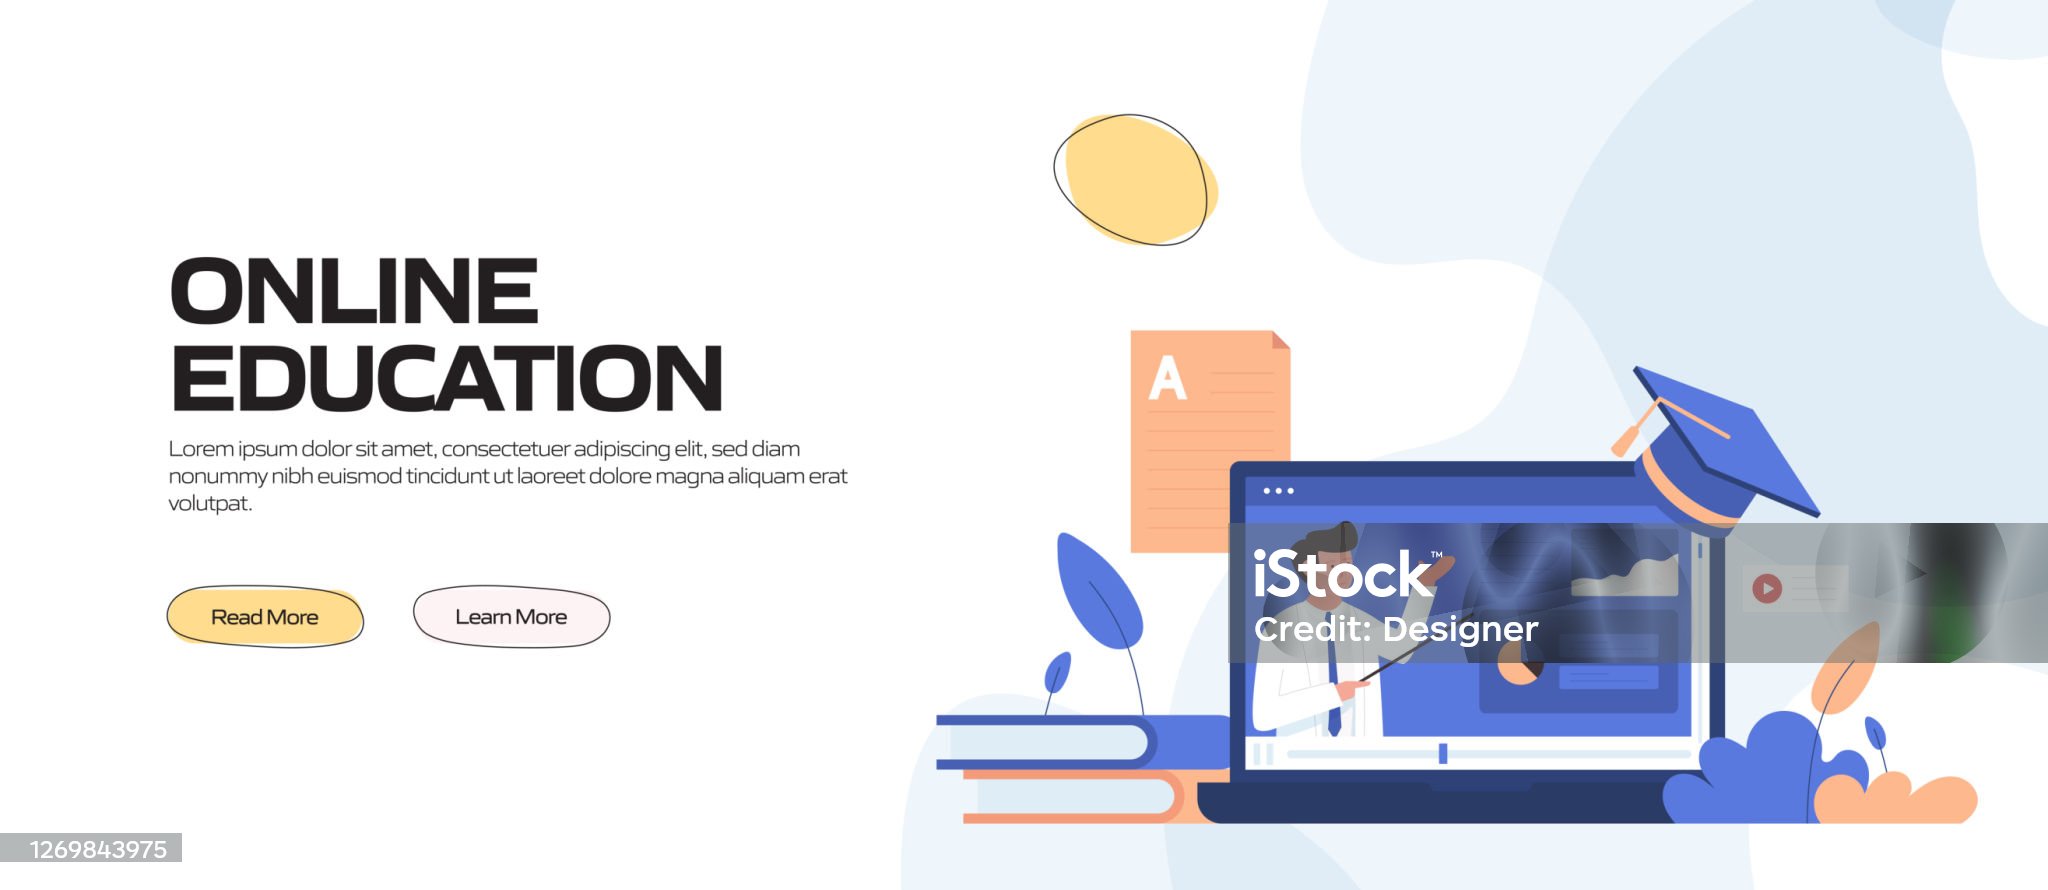 ONLINE
EDUCATION
Lorem ipsum dolor sit amet, consectetuer adipiscing elit, sed diam
nonummy nibh euismod tincidunt ut laoreet dolore magna aliquam erat
volutpat.
Read More
Learn More
A
iStock™
Credit: Designer
1269843975